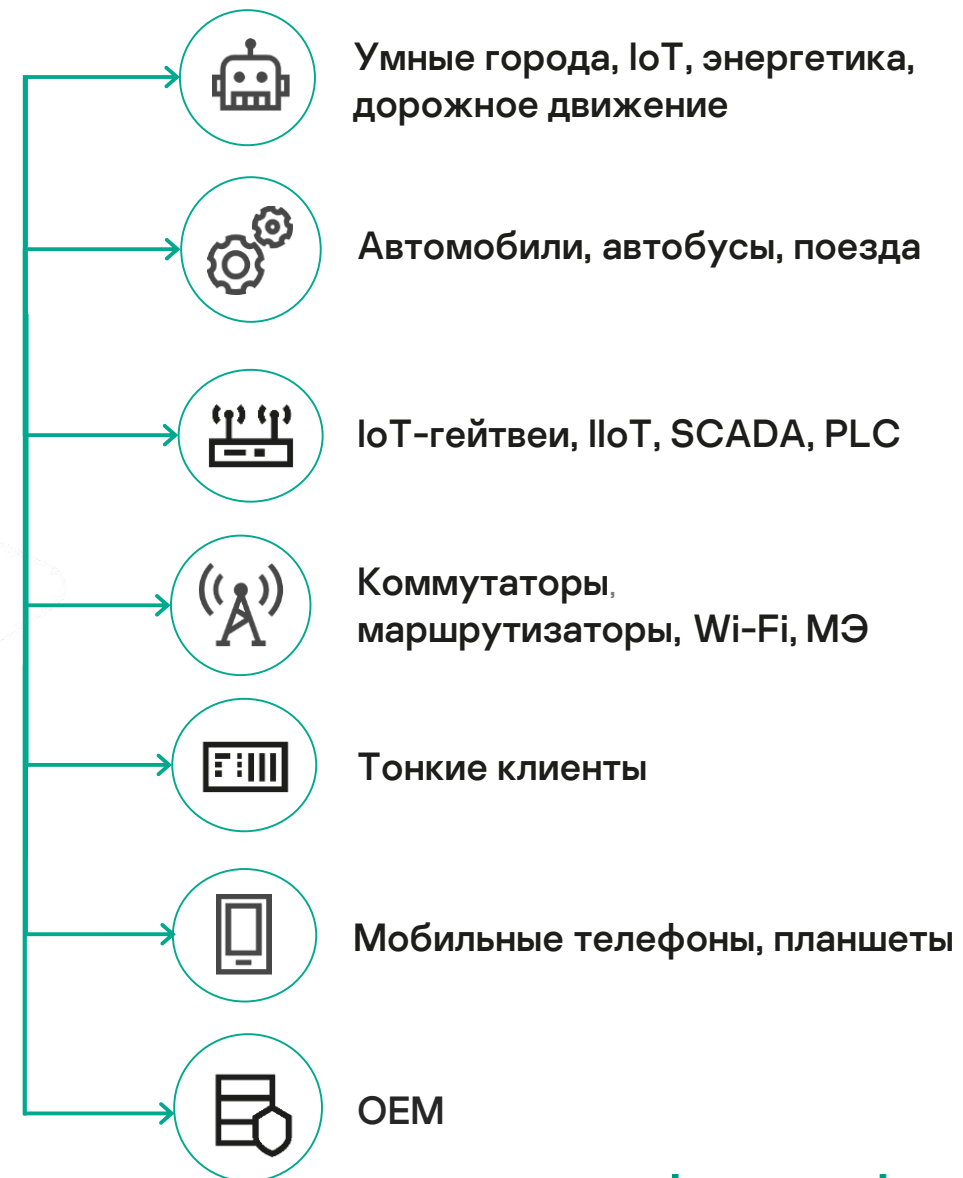 Умные города, IoT, энергетика,
дорожное движение
Автомобили, автобусы, поезда
IoT-гейтвеи, IIoT, SCADA, PLC
Коммутаторы,
маршрутизаторы, Wi-Fi, МЭ
Тонкие клиенты
Мобильные телефоны, планшеты
OEM